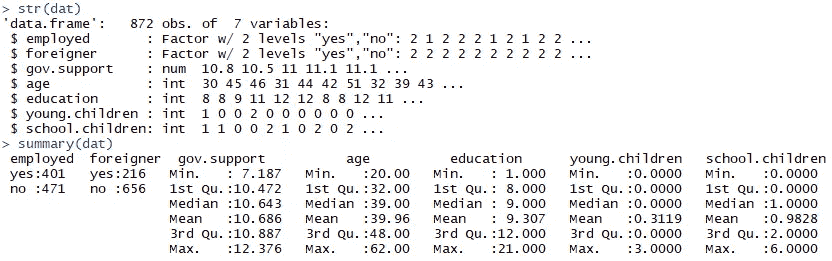 > str(dat)
'data.frame':   872 obs. of  7 variables:
 $ employed       : Factor w/ 2 levels "yes","no": 2 1 2 2 2 1 2 1 2 2 ...
 $ foreigner      : Factor w/ 2 levels "yes","no": 2 2 2 2 2 2 2 2 2 2 ...
 $ gov.support    : num  10.8 10.5 11 11.1 11.1 ...
 $ age            : int  30 45 46 31 44 42 51 32 39 43 ...
 $ education      : int  8 8 9 11 12 12 8 8 12 11 ...
 $ young.children : int  1 0 0 2 0 0 0 0 0 0 ...
 $ school.children: int  1 1 0 0 2 1 0 2 0 2 ...
> summary(dat)
 employed  foreigner  gov.support          age          education      young.children   school.children
 yes:401   yes:216   Min.   : 7.187   Min.   :20.00   Min.   : 1.000   Min.   :0.0000   Min.   :0.0000
 no :471   no :656   1st Qu.:10.472   1st Qu.:32.00   1st Qu.: 8.000   1st Qu.:0.0000   1st Qu.:0.0000
                     Median :10.643   Median :39.00   Median : 9.000   Median :0.0000   Median :1.0000
                     Mean   :10.686   Mean   :39.96   Mean   : 9.307   Mean   :0.3119   Mean   :0.9828
                     3rd Qu.:10.887   3rd Qu.:48.00   3rd Qu.:12.000   3rd Qu.:0.0000   3rd Qu.:2.0000
                     Max.   :12.376   Max.   :62.00   Max.   :21.000   Max.   :3.0000   Max.   :6.0000